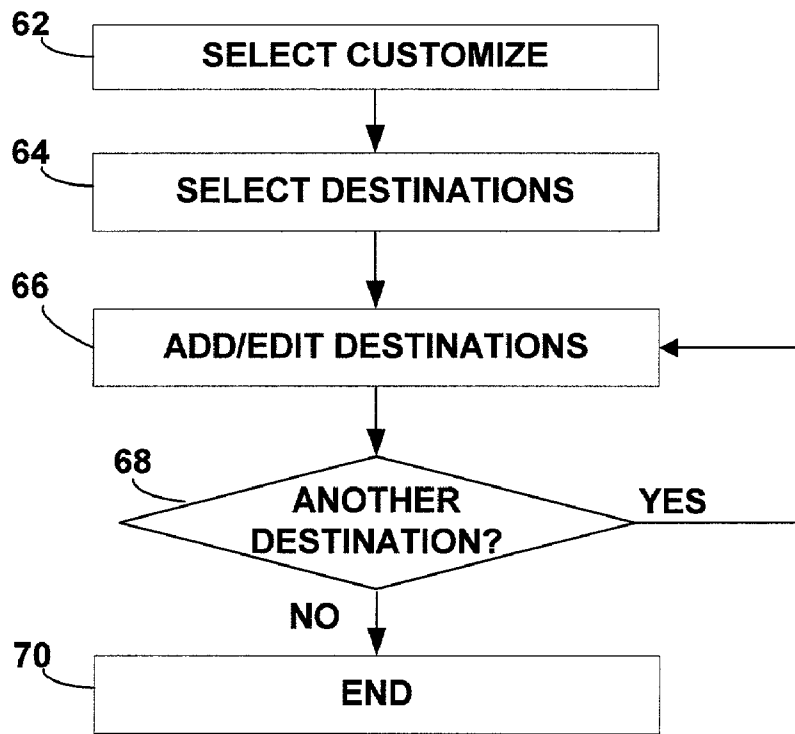 62
SELECT CUSTOMIZE
64
SELECT DESTINATIONS
66
ADD/EDIT DESTINATIONS
68
ANOTHER
DESTINATION?
YES
NO
70
END